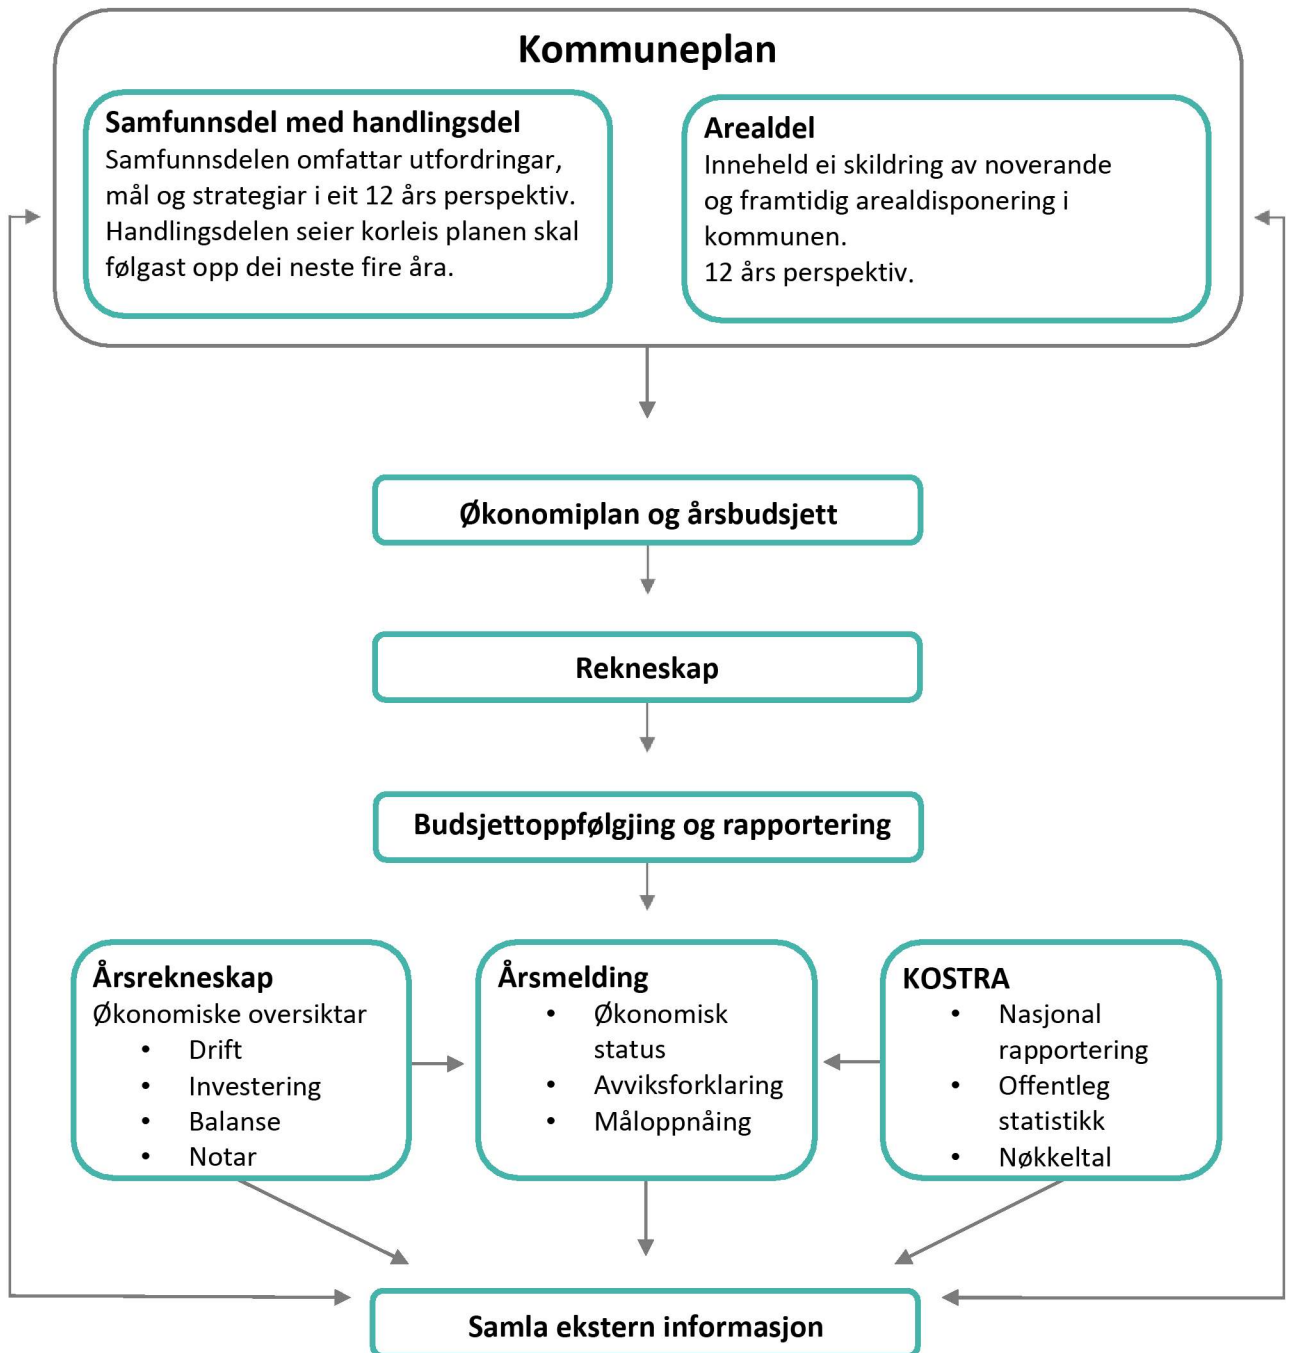 Kommuneplan
Samfunnsdel med handlingsdel
Samfunnsdelen omfattar utfordringar,
mål og strategiar i eit 12 års perspektiv.
Handlingsdelen seier korleis planen skal
følgast opp dei neste fire åra.
Arealdel
Inneheld ei skildring av noverande
og framtidig arealdisponering i
kommunen.
12 års perspektiv.
Økonomiplan og årsbudsjett
Rekneskap
Budsjettoppfølgjing og rapportering
Årsrekneskap
Økonomiske oversiktar
• Drift
• Investering
• Balanse
• Notar
Årsmelding
• Økonomisk
status
• Avviksforklaring
• Måloppnåing
KOSTRA
• Nasjonal
rapportering
• Offentleg
statistikk
• Nøkkeltal
Samla ekstern informasjon